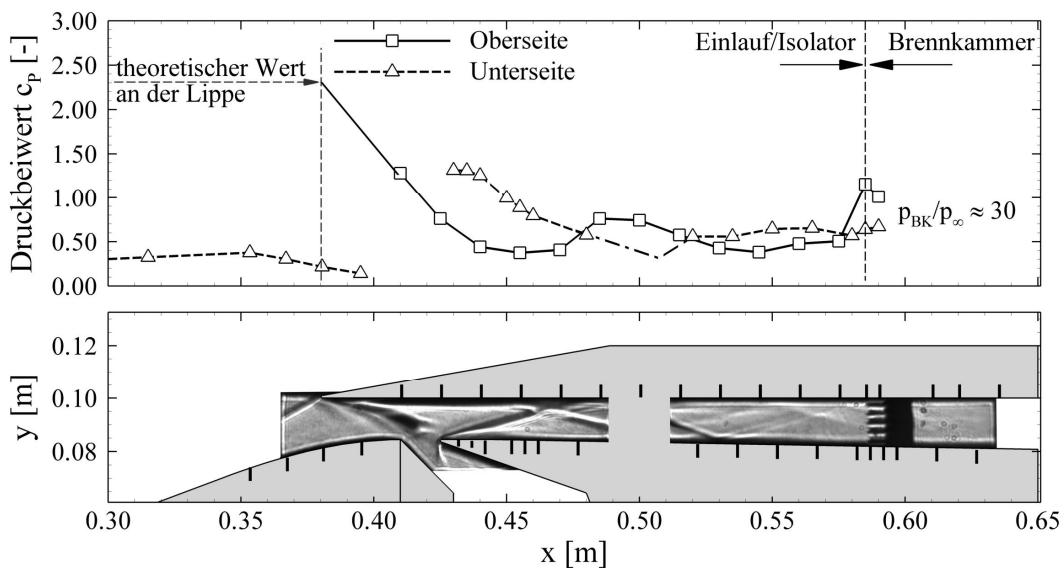 Druckbeiwert c_P [-]
3.00
2.50
2.00
1.50
1.00
0.50
0.00
Oberseite
Unterseite
theoretischer Wert
an der Lippe
Einlauf/Isolator
Brennkammer
p_BK/p_∞ ≈ 30
y [m]
0.12
0.10
0.08
0.30 0.35 0.40 0.45 0.50 0.55 0.60 0.65
x [m]